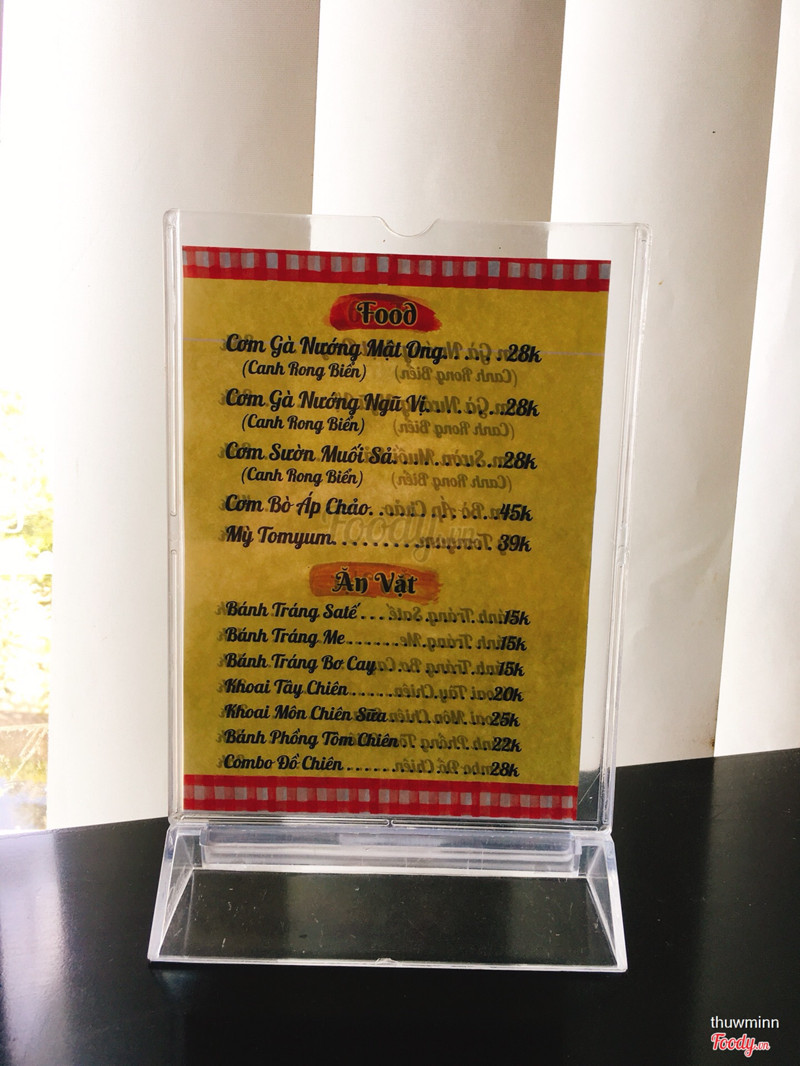 Food
Cơm Gà Nướng Mật Ong. . . . . . 28k
(Canh Rong Biển)
Cơm Gà Nướng Ngũ Vị. . . . . . . 28k
(Canh Rong Biển)
Cơm Sườn Muối Sả. . . . . . . . . . 28k
(Canh Rong Biển)
Cơm Bò Áp Chảo. . . . . . . . . . . .45k
Mỳ Tomyum. . . . . . . . . . . . . . . . 39k
Foody.vn
Ăn Vặt
Bánh Tráng Satế . . . . . . . . . . . . 15k
Bánh Tráng Me . . . . . . . . . . . . . 15k
Bánh Tráng Bơ Cay . . . . . . . . . . 15k
Khoai Tây Chiên . . . . . . . . . . . . 20k
Khoai Môn Chiên Sữa . . . . . . . . 25k
Bánh Phồng Tôm Chiên . . . . . . . 22k
Combo Đồ Chiên . . . . . . . . . . . . 28k
thuwminn
Foody.vn